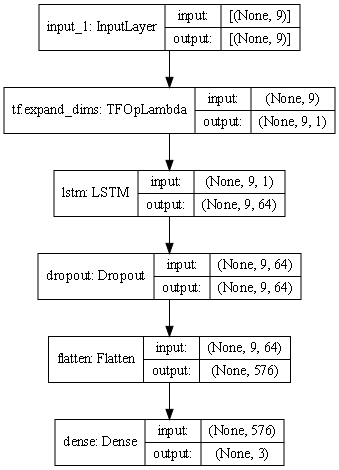 input_1: InputLayer
input: [(None, 9)]
output: [(None, 9)]
tf.expand_dims: TFOpLambda
input: (None, 9)
output: (None, 9, 1)
lstm: LSTM
input: (None, 9, 1)
output: (None, 9, 64)
dropout: Dropout
input: (None, 9, 64)
output: (None, 9, 64)
flatten: Flatten
input: (None, 9, 64)
output: (None, 576)
dense: Dense
input: (None, 576)
output: (None, 3)